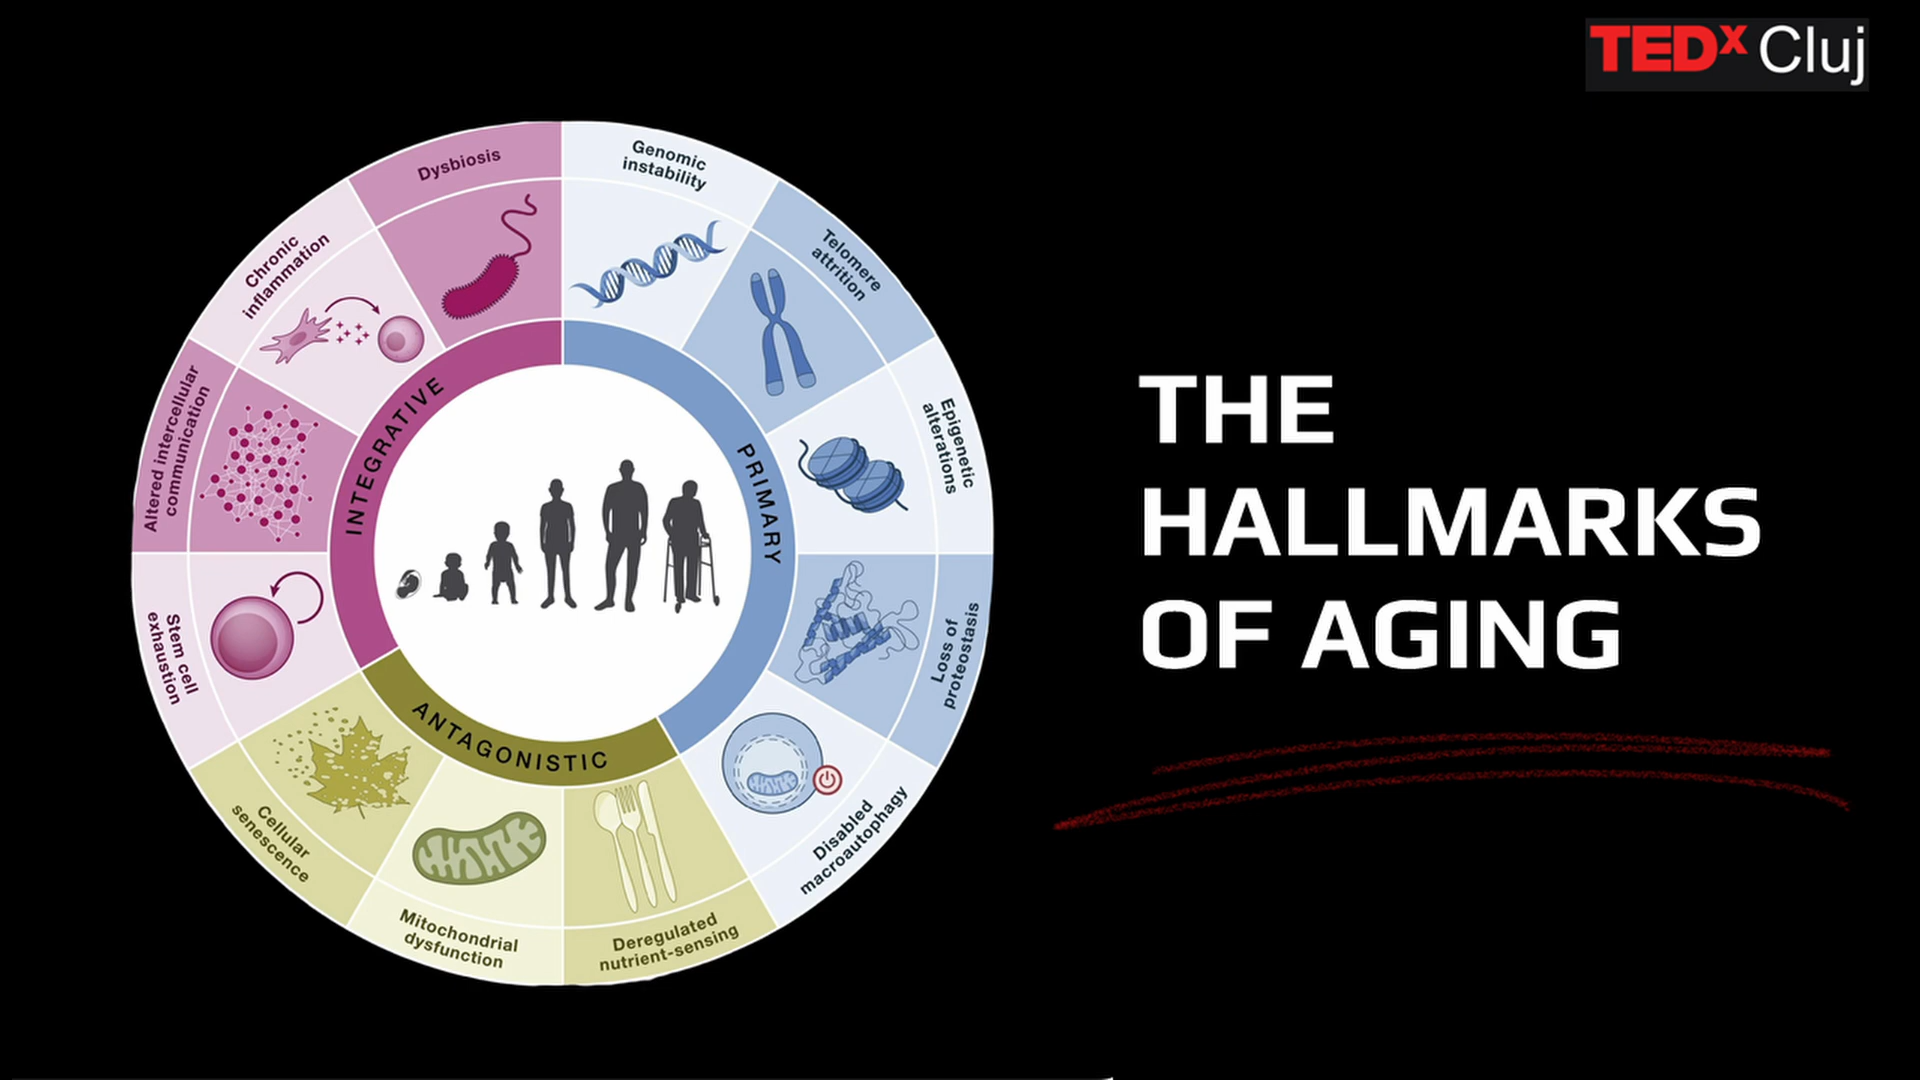 TEDx Cluj
Dysbiosis
Genomic
instability
Telomere
attrition
Epigenetic
alterations
Loss of
proteostasis
Disabled
macroautophagy
Deregulated
nutrient-sensing
Mitochondrial
dysfunction
Cellular
senescence
Stem cell
exhaustion
Altered intercellular
communication
Chronic
inflammation
INTEGRATIVE
PRIMARY
ANTAGONISTIC
THE
HALLMARKS
OF AGING